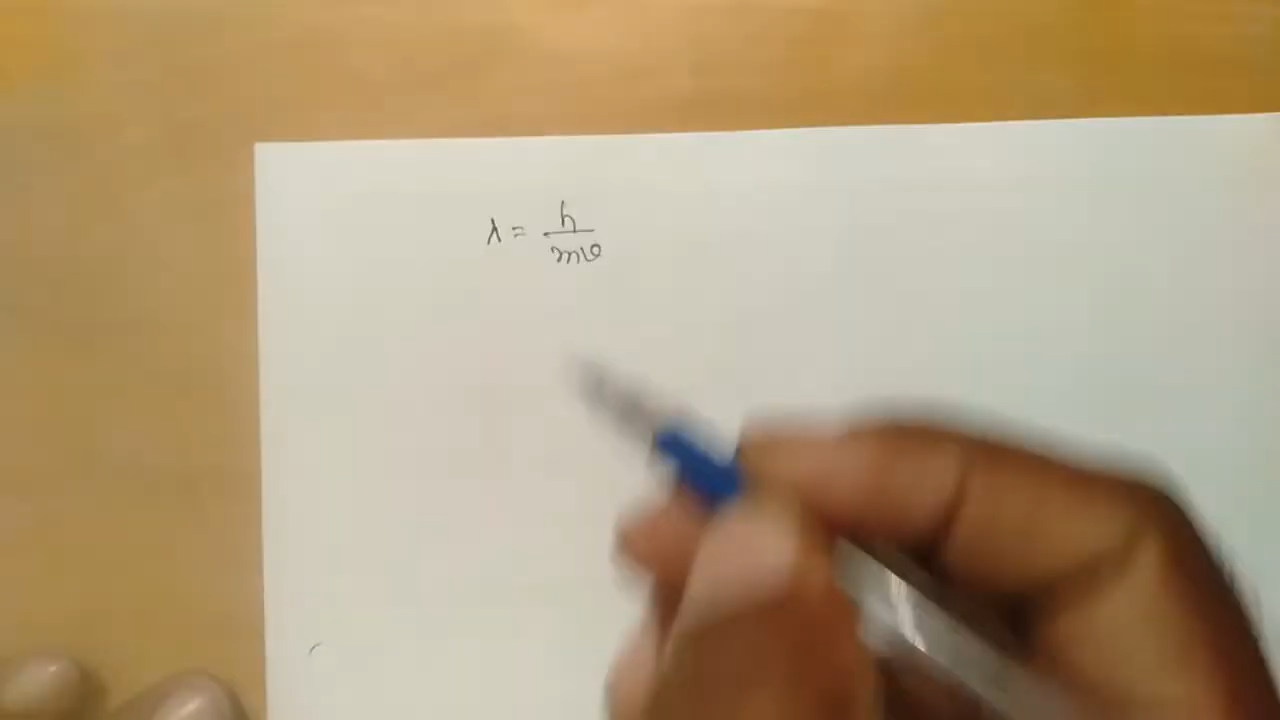 λ = h/mv